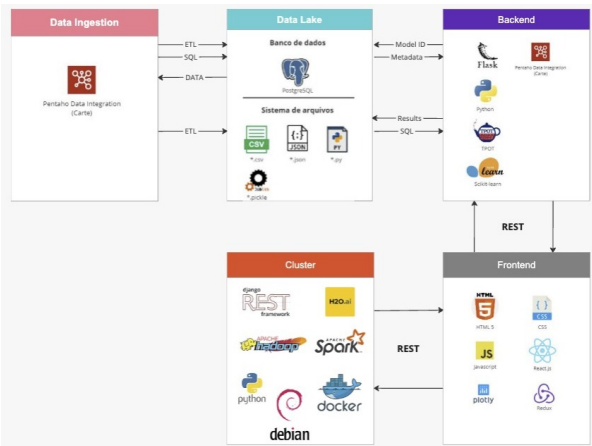 Data Ingestion
Pentaho Data Integration
(Carte)
ETL
SQL
DATA
ETL
Data Lake
Banco de dados
PostgreSQL
Sistema de arquivos
CSV
*.csv
{:}
JSON
*.json
PY
*.py
*.pickle
Model ID
Metadata
Results
SQL
Backend
Flask
Pentaho Data Integration
(Carte)
Python
TPOT
learn
Scikit-learn
REST
Cluster
django
REST
framework
H2O.ai
APACHE
hadoop
APACHE
Spark
python
debian
docker
REST
Frontend
HTML
5
HTML 5
{ }
CSS
CSS
JS
Javascript
React.js
plotly
Redux